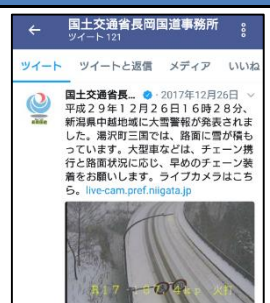 国土交通省長岡国道事務所
ツイート 121
ツイート ツイートと返信 メディア いいね
国土交通省長... · 2017年12月26日
平成29年12月26日16時28分、
新潟県中越地域に大雪警報が発表されま
した。湯沢町三国では、路面に雪が積も
っています。大型車などは、チェーン携
行と路面状況に応じ、早めのチェーン装
着をお願いします。ライブカメラはこち
ら。live-cam.pref.niigata.jp